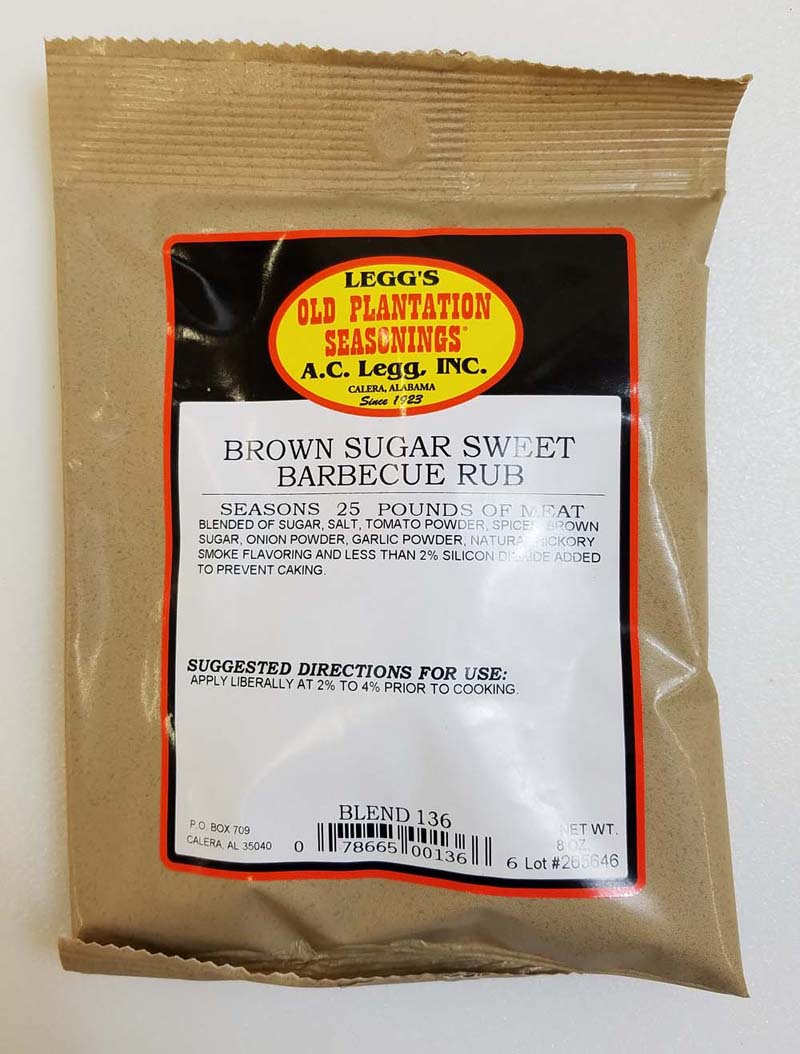 LEGG'S
OLD PLANTATION
SEASONINGS®
A.C. Legg, INC.
CALERA, ALABAMA
Since 1923
BROWN SUGAR SWEET
BARBECUE RUB
SEASONS 25 POUNDS OF MEAT
BLENDED OF SUGAR, SALT, TOMATO POWDER, SPICE, BROWN
SUGAR, ONION POWDER, GARLIC POWDER, NATURAL HICKORY
SMOKE FLAVORING AND LESS THAN 2% SILICON DIOXIDE ADDED
TO PREVENT CAKING.
SUGGESTED DIRECTIONS FOR USE:
APPLY LIBERALLY AT 2% TO 4% PRIOR TO COOKING.
BLEND 136
P.O. BOX 709
CALERA, AL 35040
0 78665 00136 6
NET WT.
8 OZ.
Lot #265646